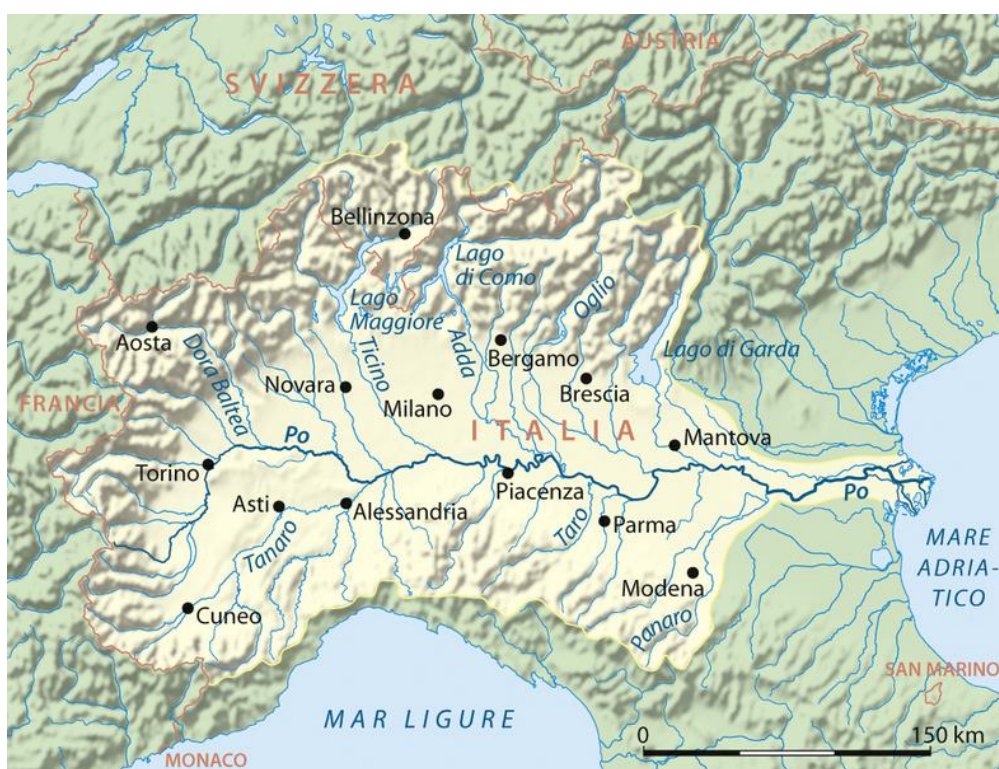 AUSTRIA
SVIZZERA
Bellinzona
Lago
di Como
Oglio
Lago
Maggiore
Aosta
Dora Baltea
Ticino
Adda
Bergamo
Lago di Garda
Novara
Milano
Brescia
FRANCIA
ITALIA
Po
Mantova
Torino
Piacenza
Po
Asti
Alessandria
Tanaro
Taro
Parma
MARE
ADRIA-
TICO
Modena
Cuneo
Panaro
SAN MARINO
MAR LIGURE
0
150 km
MONACO